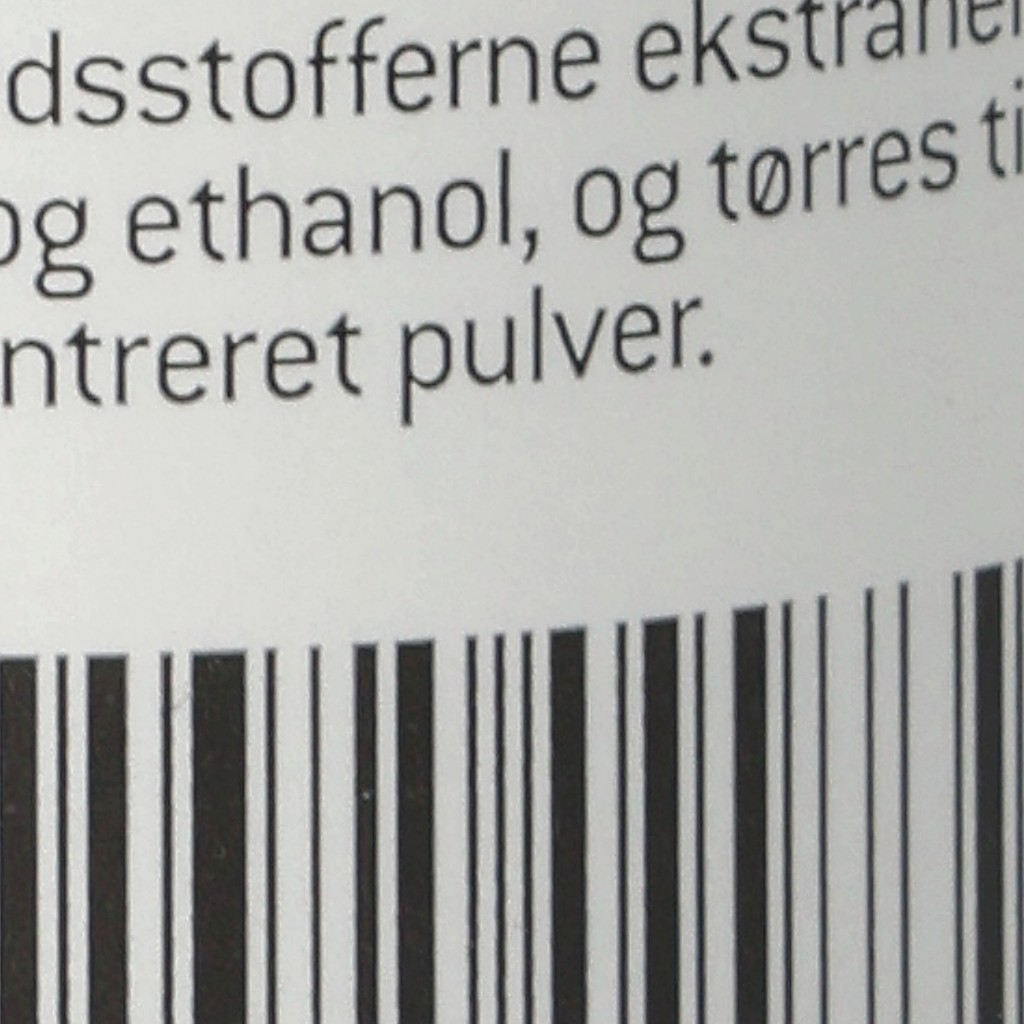 dsstofferne ekstraher
og ethanol, og tørres ti
ntreret pulver.